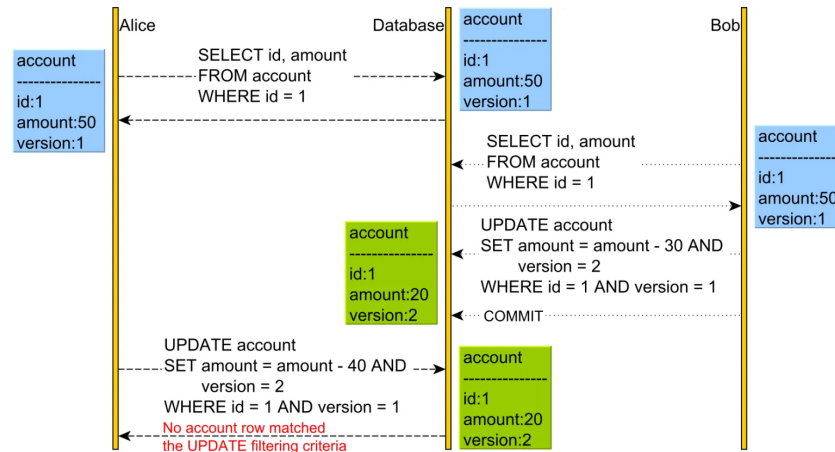 Alice
Database
Bob
account
---------------
id:1
amount:50
version:1
SELECT id, amount
FROM account
WHERE id = 1
account
---------------
id:1
amount:50
version:1
SELECT id, amount
FROM account
WHERE id = 1
account
---------------
id:1
amount:50
version:1
UPDATE account
SET amount = amount - 30 AND
version = 2
WHERE id = 1 AND version = 1
COMMIT
account
---------------
id:1
amount:20
version:2
UPDATE account
SET amount = amount - 40 AND
version = 2
WHERE id = 1 AND version = 1
No account row matched
the UPDATE filtering criteria
account
---------------
id:1
amount:20
version:2